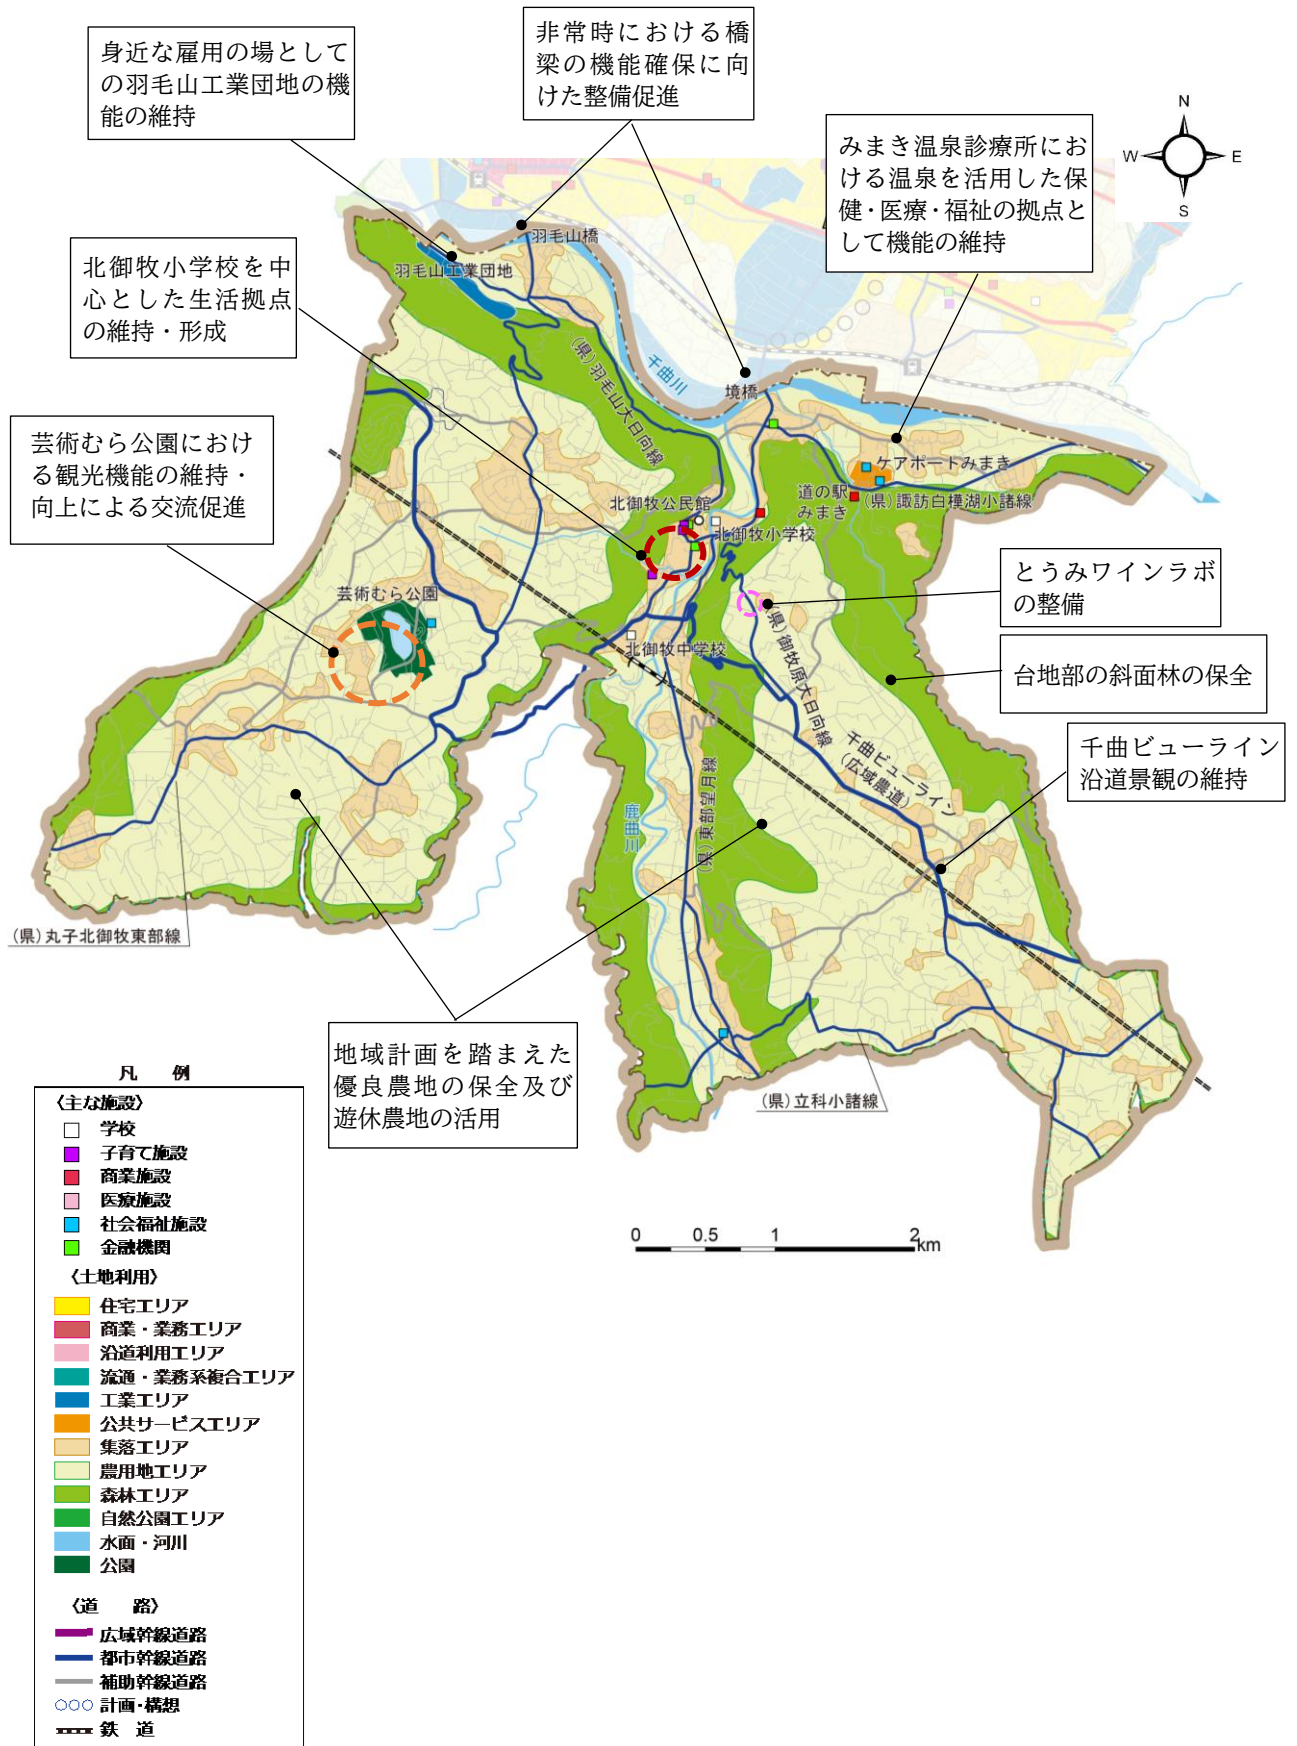 身近な雇用の場として
の羽毛山工業団地の機
能の維持
非常時における橋
梁の機能確保に向
けた整備促進
みまき温泉診療所にお
ける温泉を活用した保
健・医療・福祉の拠点と
して機能の維持
N
W
E
S
北御牧小学校を中
心とした生活拠点
の維持・形成
芸術むら公園におけ
る観光機能の維持・
向上による交流促進
羽毛山橋
羽毛山工業団地
(県)羽毛山大日向線
千曲川
境橋
ケアポートみまき
道の駅
みまき
(県)諏訪白樺湖小諸線
北御牧公民館
北御牧小学校
芸術むら公園
北御牧中学校
(県)御牧原大日向線
とうみワインラボ
の整備
台地部の斜面林の保全
千曲ビューライン
沿道景観の維持
千曲ビューライン
(広域農道)
鹿曲川
(県)東部望月線
(県)丸子北御牧東部線
地域計画を踏まえた
優良農地の保全及び
遊休農地の活用
(県)立科小諸線
0 0.5 1 2 km
凡 例
〈主な施設〉
学校
子育て施設
商業施設
医療施設
社会福祉施設
金融機関
〈土地利用〉
住宅エリア
商業・業務エリア
沿道利用エリア
流通・業務系複合エリア
工業エリア
公共サービスエリア
集落エリア
農用地エリア
森林エリア
自然公園エリア
水面・河川
公園
〈道 路〉
広域幹線道路
都市幹線道路
補助幹線道路
計画・構想
鉄 道